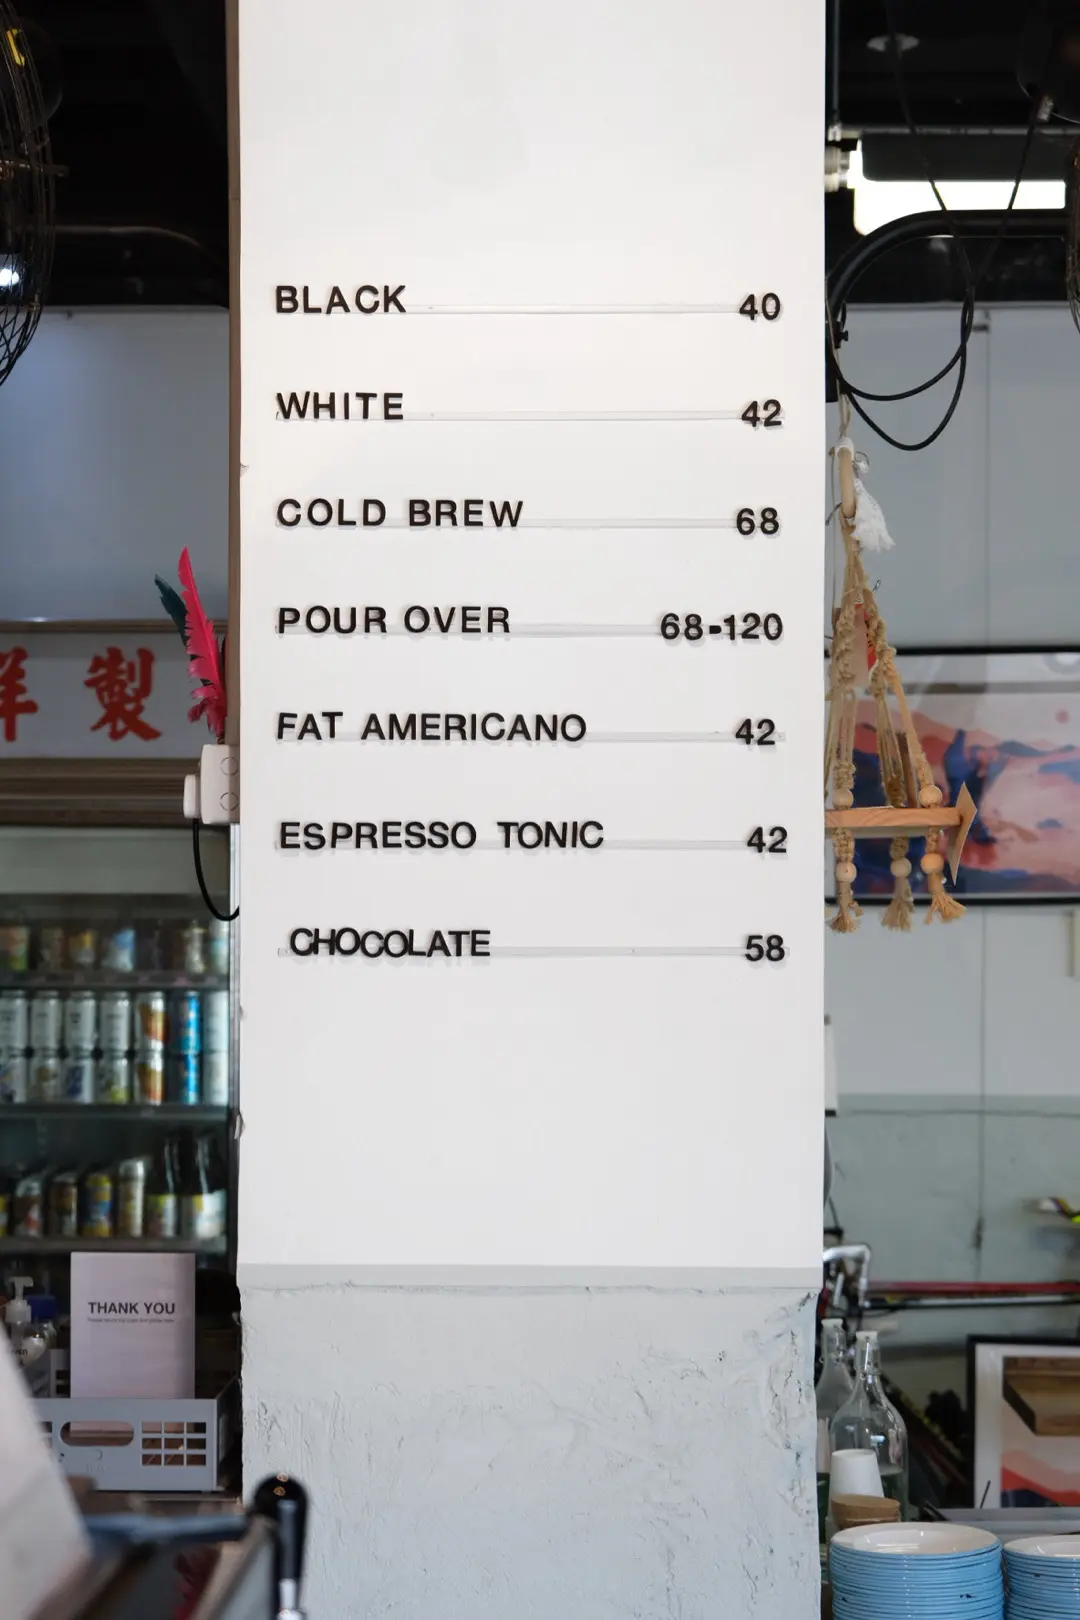 BLACK 40
WHITE 42
COLD BREW 68
POUR OVER 68-120
FAT AMERICANO 42
ESPRESSO TONIC 42
CHOCOLATE 58
洋製
THANK YOU